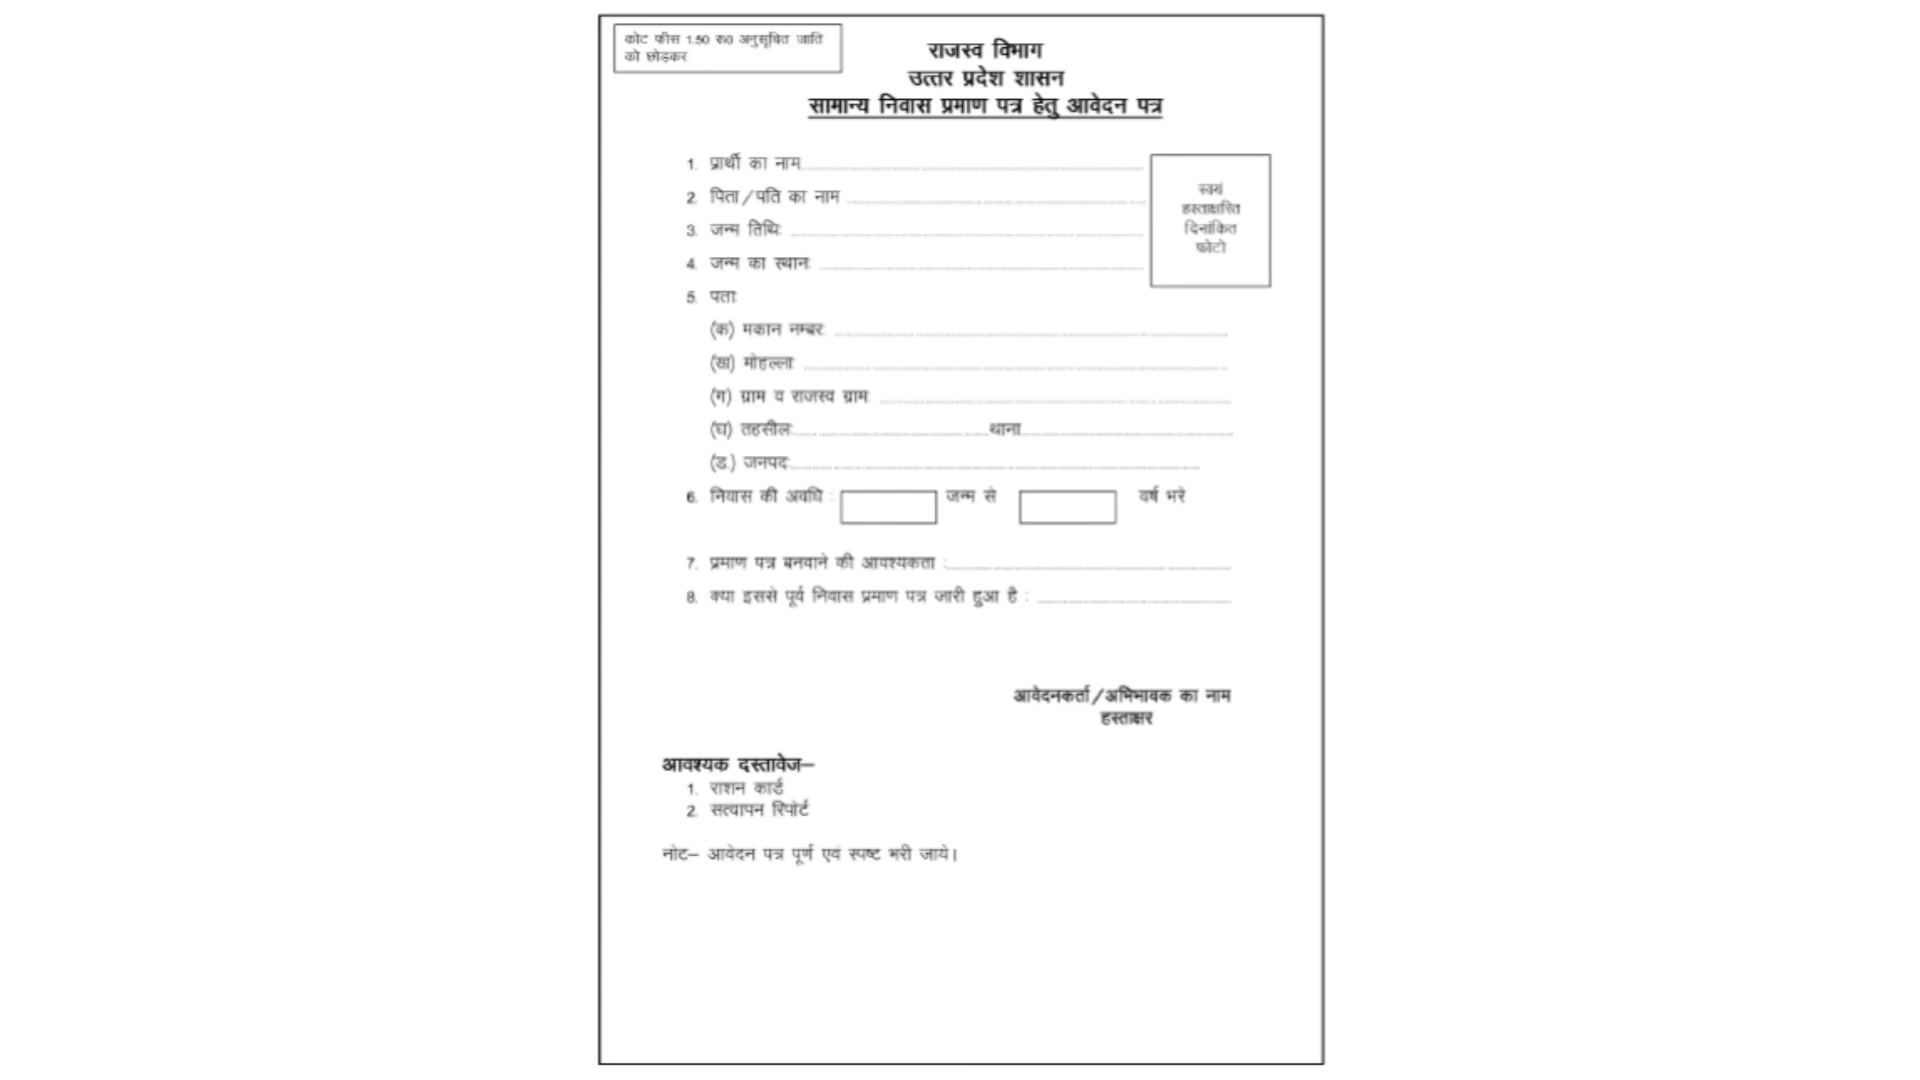 कोट फीस 1.50 रू0 अनुसूचित जाति
को छोड़कर
राजस्व विभाग
उत्तर प्रदेश शासन
सामान्य निवास प्रमाण पत्र हेतु आवेदन पत्र
1. प्रार्थी का नाम
2. पिता/पति का नाम
3. जन्म तिथि:
4. जन्म का स्थान:
स्वयं
हस्ताक्षरित
दिनांकित
फोटो
5. पता:
(क) मकान नम्बर:
(ख) मोहल्ला:
(ग) ग्राम व राजस्व ग्राम:
(घ) तहसील: थाना
(ड.) जनपद:
6. निवास की अवधि : जन्म से वर्ष भरें
7. प्रमाण पत्र बनवाने की आवश्यकता :
8. क्या इससे पूर्व निवास प्रमाण पत्र जारी हुआ है :
आवेदनकर्ता/अभिभावक का नाम
हस्ताक्षर
आवश्यक दस्तावेज–
1. राशन कार्ड
2. सत्यापन रिपोर्ट
नोट– आवेदन पत्र पूर्ण एवं स्पष्ट भरी जाये।